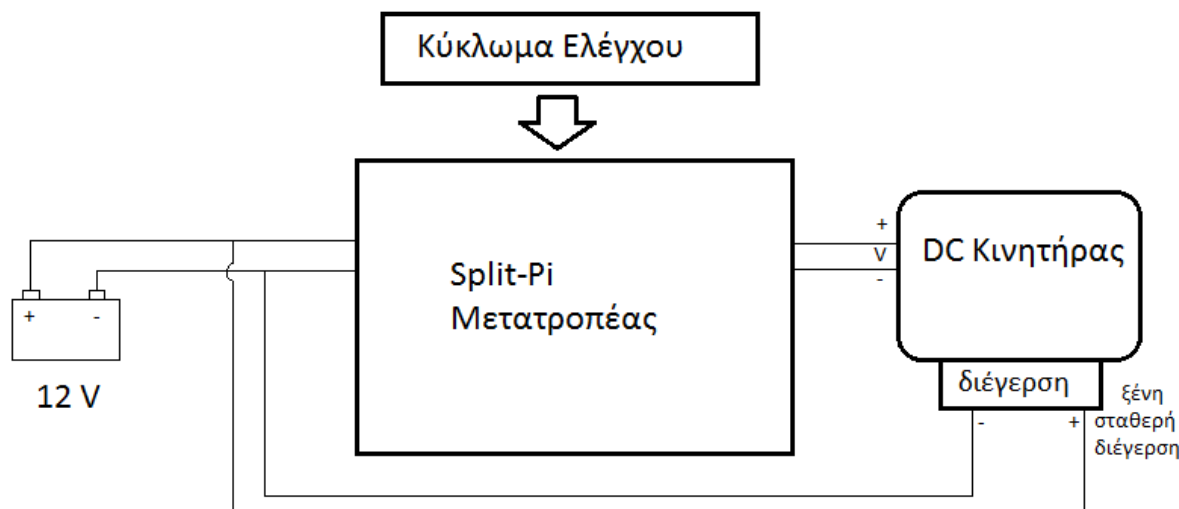 Κύκλωμα Ελέγχου
Split-Pi
Μετατροπέας
+
V
-
DC Κινητήρας
+ -
12 V
διέγερση
- +
ξένη
σταθερή
διέγερση